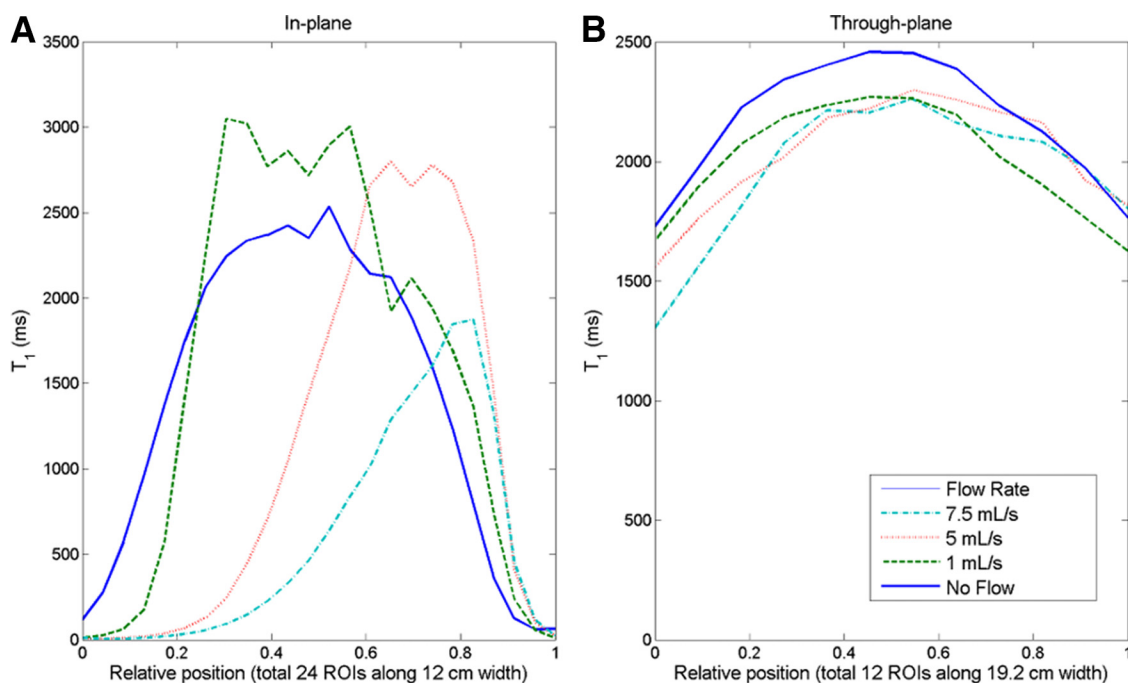 A
In-plane
3500
3000
2500
2000
1500
1000
500
0
T1 (ms)
0
0.2
0.4
0.6
0.8
1
Relative position (total 24 ROIs along 12 cm width)
B
Through-plane
2500
2000
1500
1000
500
0
T1 (ms)
0
0.2
0.4
0.6
0.8
1
Relative position (total 12 ROIs along 19.2 cm width)
Flow Rate
7.5 mL/s
5 mL/s
1 mL/s
No Flow